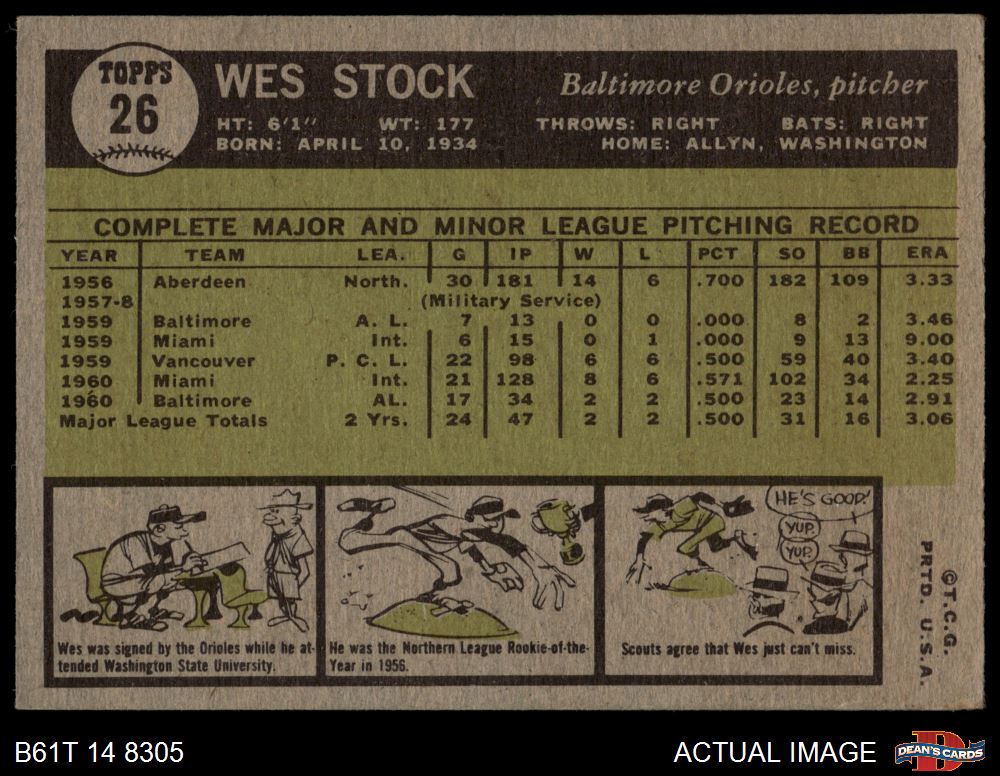 TOPPS
26
WES STOCK
Baltimore Orioles, pitcher
HT: 6'1" WT: 177 THROWS: RIGHT BATS: RIGHT
BORN: APRIL 10, 1934 HOME: ALLYN, WASHINGTON
COMPLETE MAJOR AND MINOR LEAGUE PITCHING RECORD
YEAR TEAM LEA. G IP W L PCT SO BB ERA
1956 Aberdeen North. 30 181 14 6 .700 182 109 3.33
1957-8 (Military Service)
1959 Baltimore A. L. 7 13 0 0 .000 8 2 3.46
1959 Miami Int. 6 15 0 1 .000 9 13 9.00
1959 Vancouver P. C. L. 22 98 6 6 .500 59 40 3.40
1960 Miami Int. 21 128 8 6 .571 102 34 2.25
1960 Baltimore AL. 17 34 2 2 .500 23 14 2.91
Major League Totals 2 Yrs. 24 47 2 2 .500 31 16 3.06
Wes was signed by the Orioles while he at-
tended Washington State University.
He was the Northern League Rookie-of-the-
Year in 1956.
HE'S GOOD!
YUP.
YUP.
Scouts agree that Wes just can't miss.
© T.C.G.
PRTD. U.S.A.
B61T 14 8305
ACTUAL IMAGE
DEAN'S CARDS